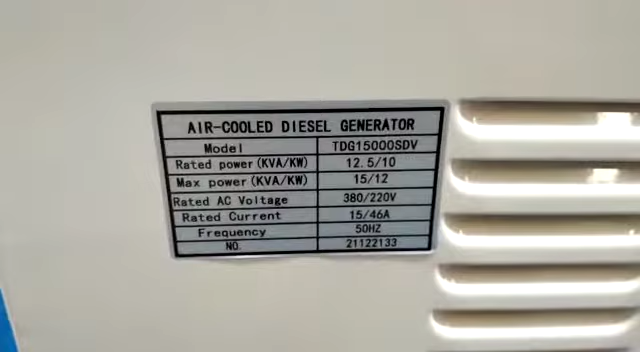 AIR-COOLED DIESEL GENERATOR
Model TDG15000SDV
Rated power(KVA/KW) 12.5/10
Max power(KVA/KW) 15/12
Rated AC Voltage 380/220V
Rated Current 15/46A
Frequency 50HZ
NO. 21122133